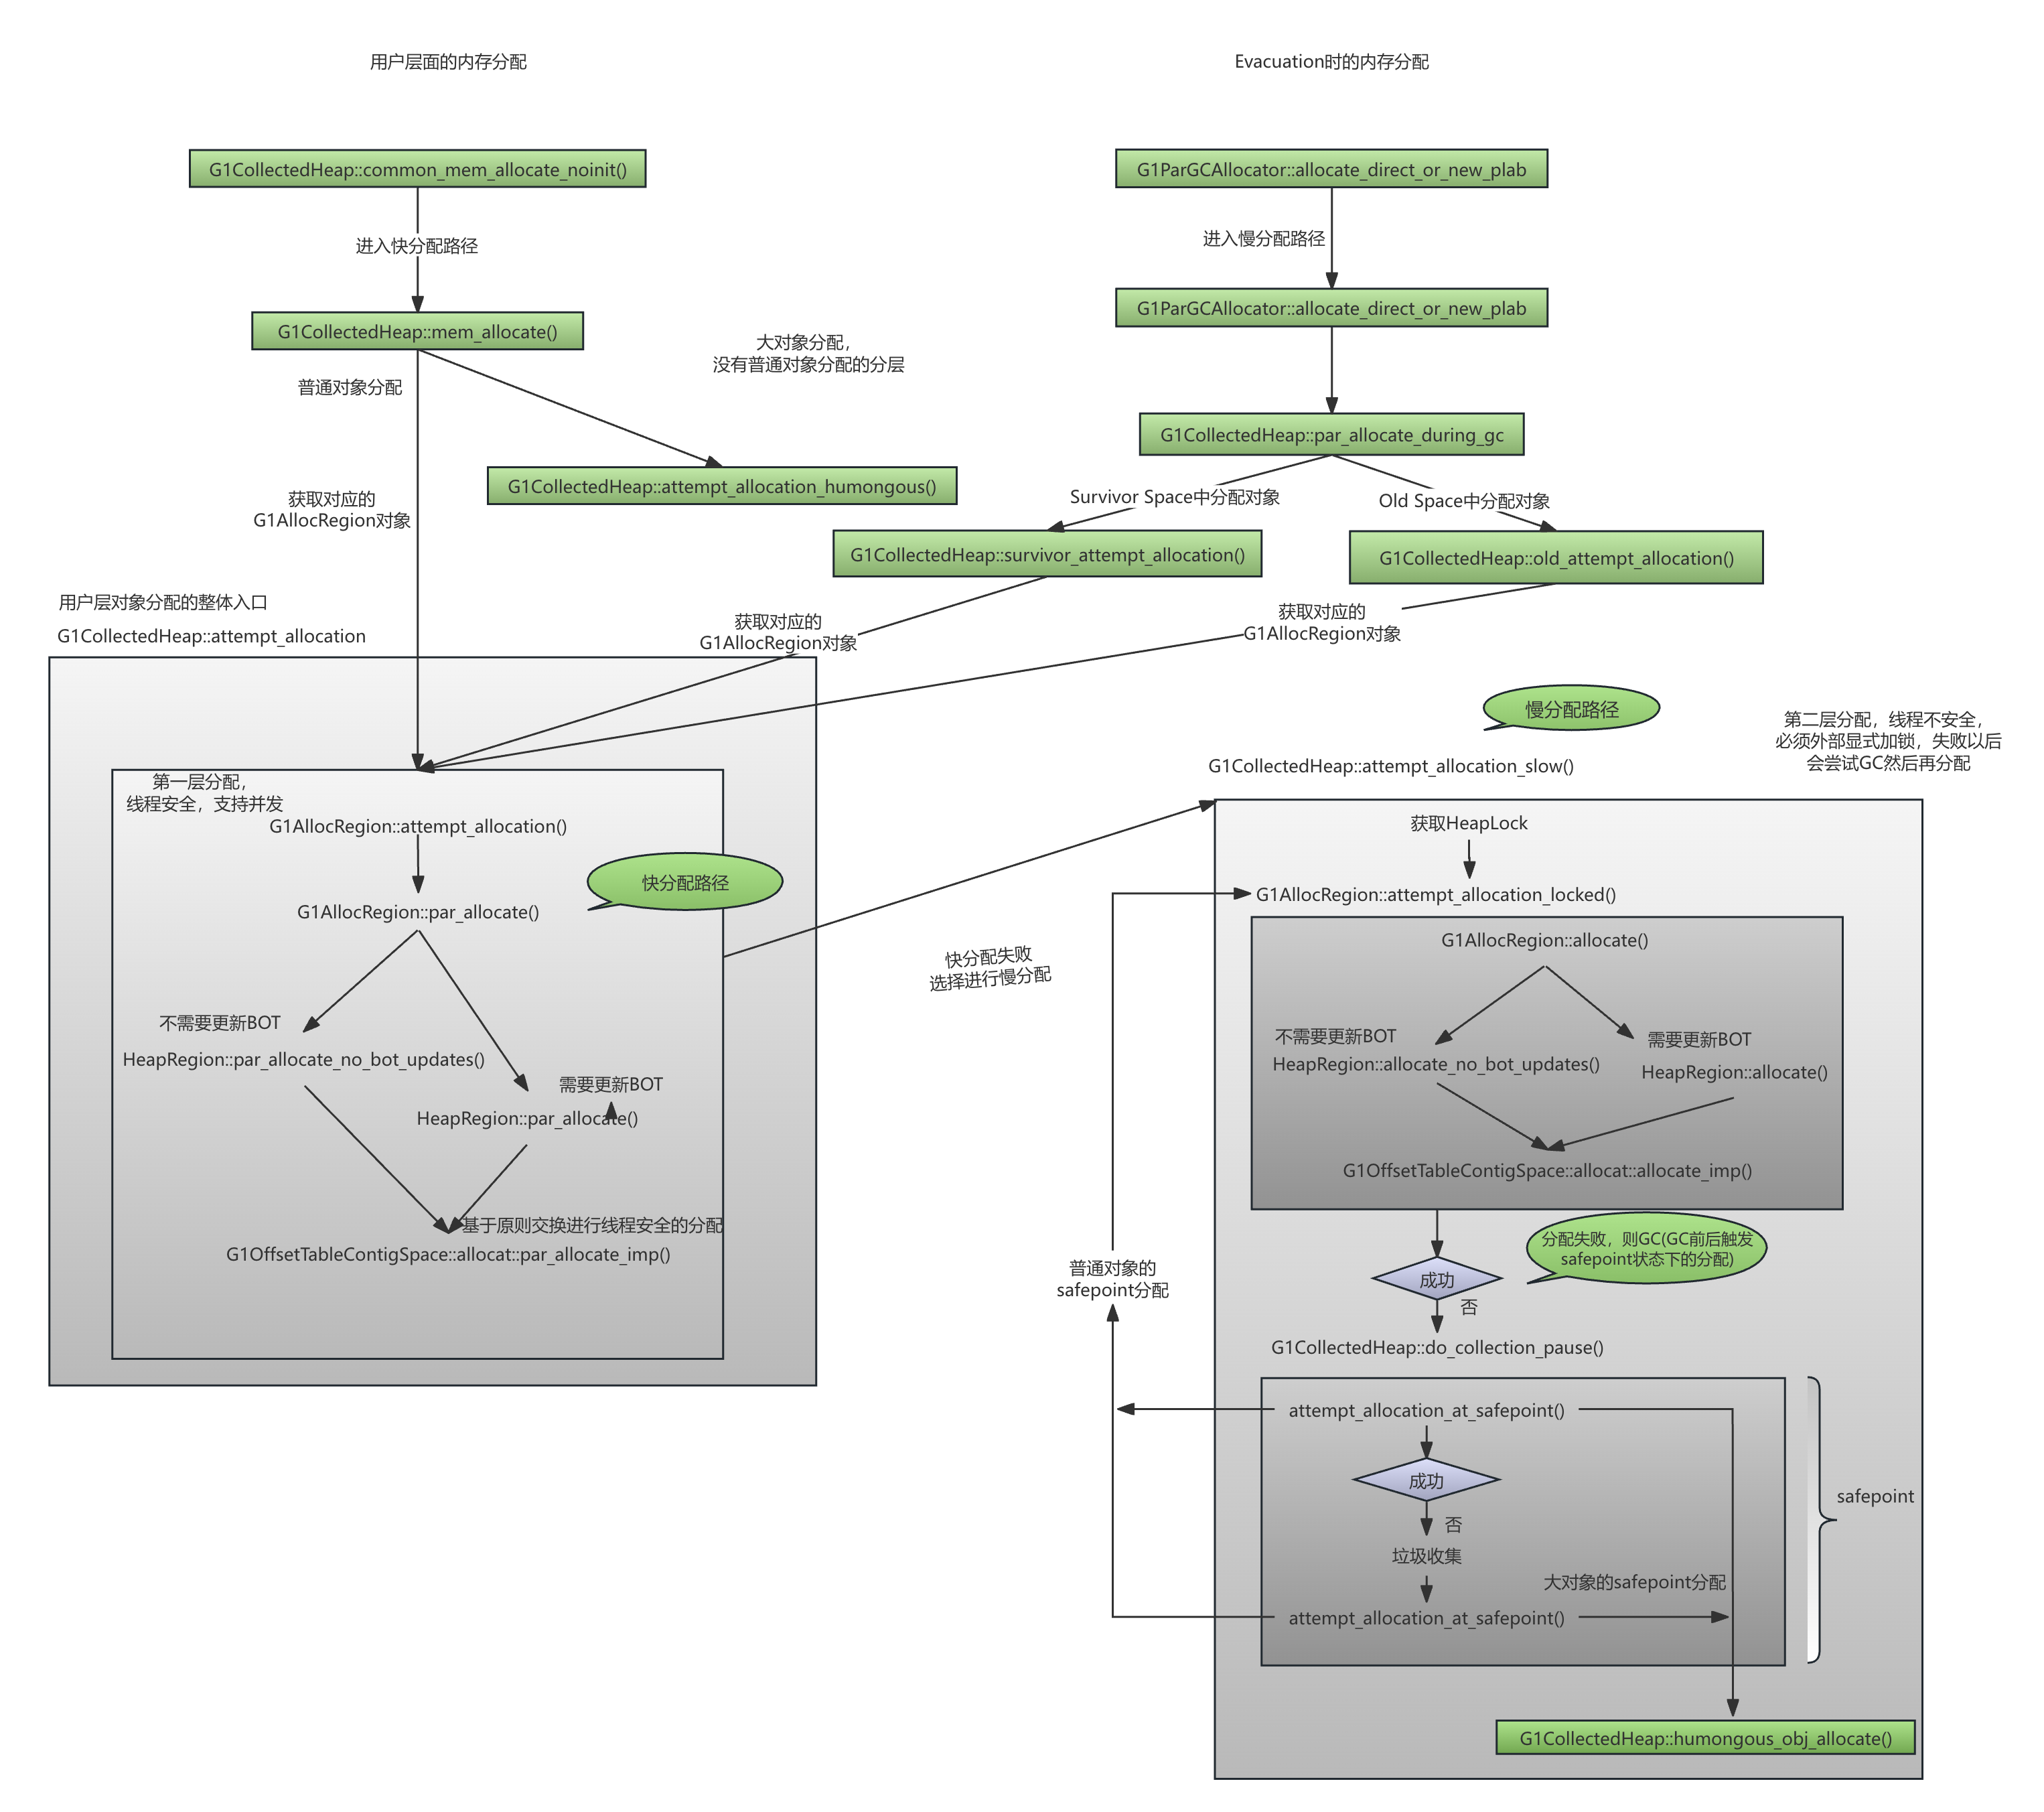 用户层面的内存分配
Evacuation时的内存分配
G1CollectedHeap::common_mem_allocate_noinit()
G1ParGCAllocator::allocate_direct_or_new_plab
进入快分配路径
进入慢分配路径
G1CollectedHeap::mem_allocate()
G1ParGCAllocator::allocate_direct_or_new_plab
大对象分配，
没有普通对象分配的分层
普通对象分配
G1CollectedHeap::par_allocate_during_gc
G1CollectedHeap::attempt_allocation_humongous()
获取对应的
G1AllocRegion对象
Survivor Space中分配对象
Old Space中分配对象
G1CollectedHeap::survivor_attempt_allocation()
G1CollectedHeap::old_attempt_allocation()
用户层对象分配的整体入口
G1CollectedHeap::attempt_allocation
获取对应的
G1AllocRegion对象
获取对应的
G1AllocRegion对象
第一层分配，
线程安全，支持并发
G1AllocRegion::attempt_allocation()
快分配路径
G1AllocRegion::par_allocate()
不需要更新BOT
HeapRegion::par_allocate_no_bot_updates()
需要更新BOT
HeapRegion::par_allocate()
基于原则交换进行线程安全的分配
G1OffsetTableContigSpace::allocat::par_allocate_imp()
快分配失败
选择进行慢分配
慢分配路径
第二层分配，线程不安全，
必须外部显式加锁，失败以后
会尝试GC然后再分配
G1CollectedHeap::attempt_allocation_slow()
获取HeapLock
G1AllocRegion::attempt_allocation_locked()
G1AllocRegion::allocate()
不需要更新BOT
HeapRegion::allocate_no_bot_updates()
需要更新BOT
HeapRegion::allocate()
G1OffsetTableContigSpace::allocat::allocate_imp()
分配失败，则GC(GC前后触发
safepoint状态下的分配)
成功
否
普通对象的
safepoint分配
G1CollectedHeap::do_collection_pause()
attempt_allocation_at_safepoint()
成功
否
safepoint
垃圾收集
大对象的safepoint分配
attempt_allocation_at_safepoint()
G1CollectedHeap::humongous_obj_allocate()